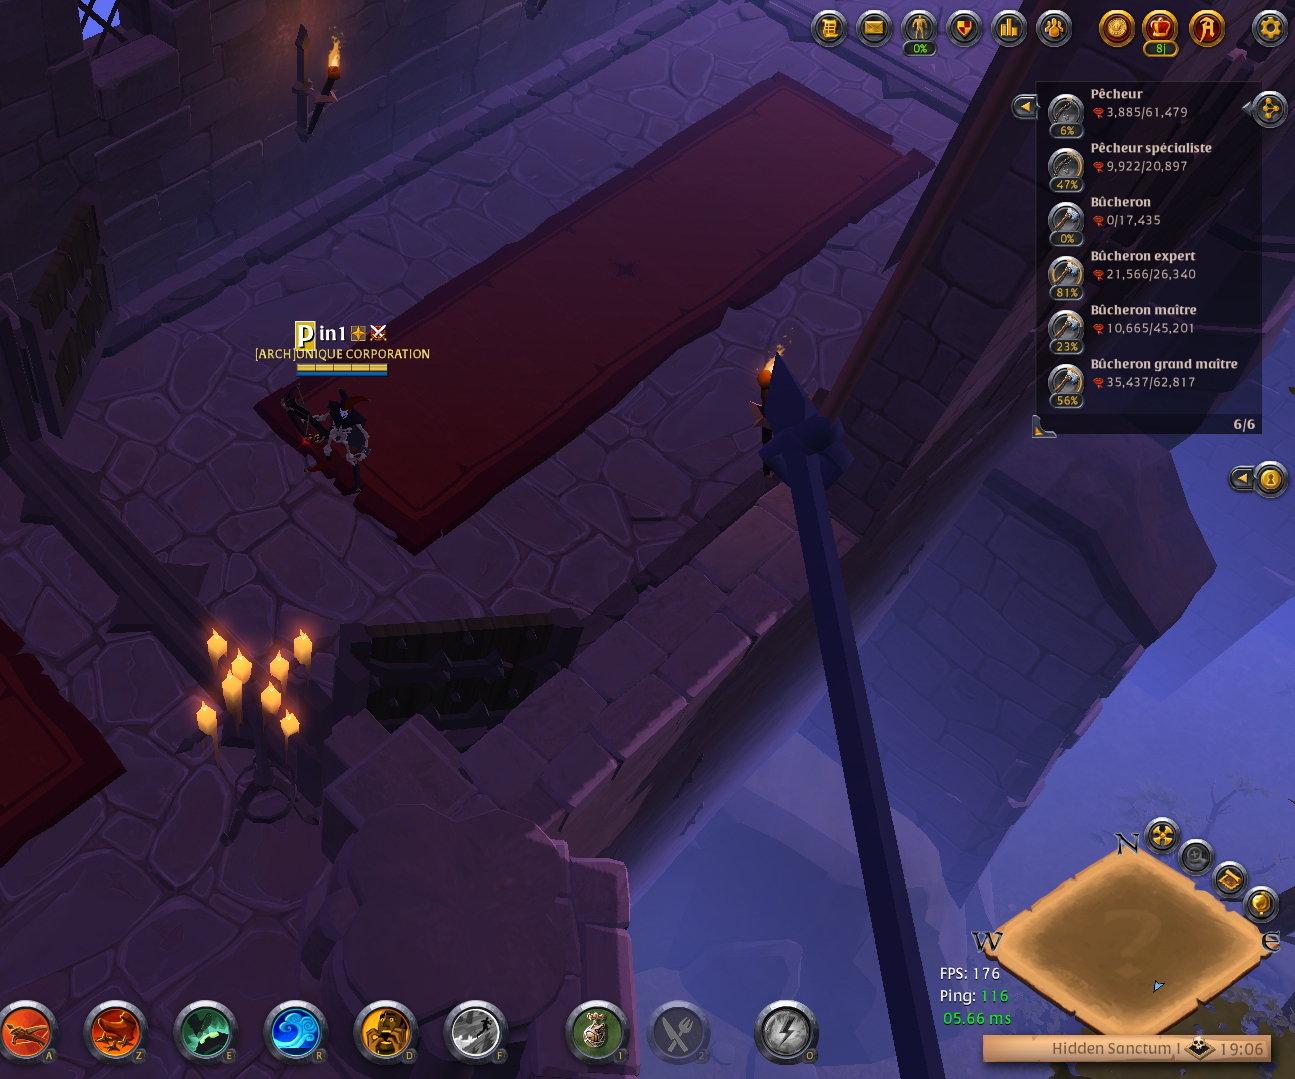 0%
8j
Pêcheur
3,885/61,479
6%
Pêcheur spécialiste
9,922/20,897
47%
Bûcheron
0/17,435
0%
Bûcheron expert
21,566/26,340
81%
Bûcheron maître
10,665/45,201
23%
Bûcheron grand maître
35,437/62,817
56%
6/6
Pin1
[ARCH]UNIQUE CORPORATION
N
W
E
?
FPS: 176
Ping: 116
05.66 ms
A
Z
E
R
D
F
1
2
O
Hidden Sanctum I 19:06